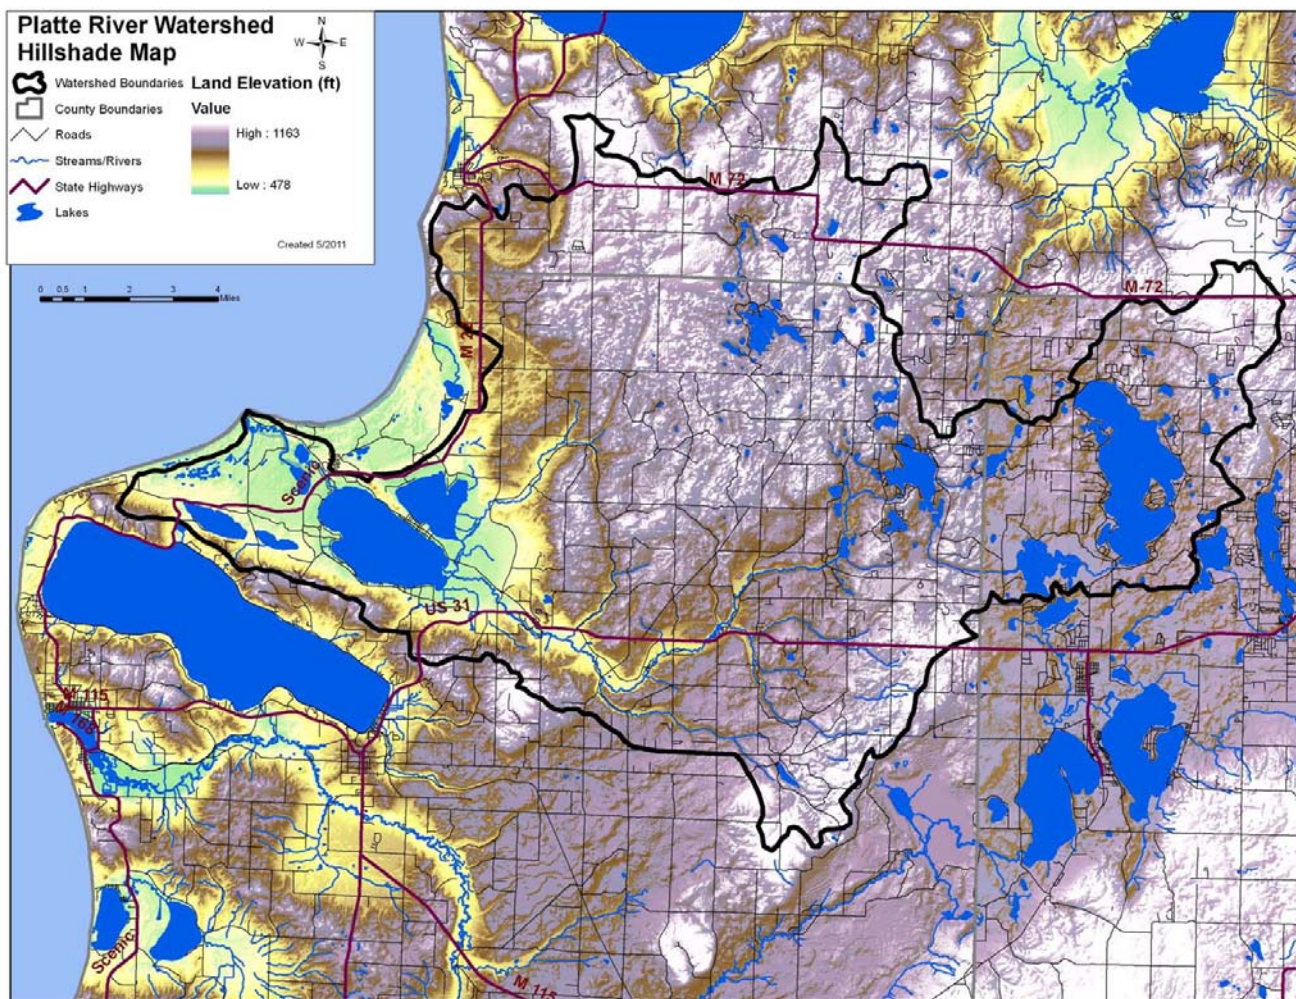 Platte River Watershed
Hillshade Map
N
W
E
S
Watershed Boundaries
County Boundaries
Roads
Streams/Rivers
State Highways
Lakes
Land Elevation (ft)
Value
High : 1163
Low : 478
Created 5/2011
0 0.5 1 2 3 4
Miles
M 72
M-72
M 22
Scenic
US 31
M 115
M 168
Scenic
M 115